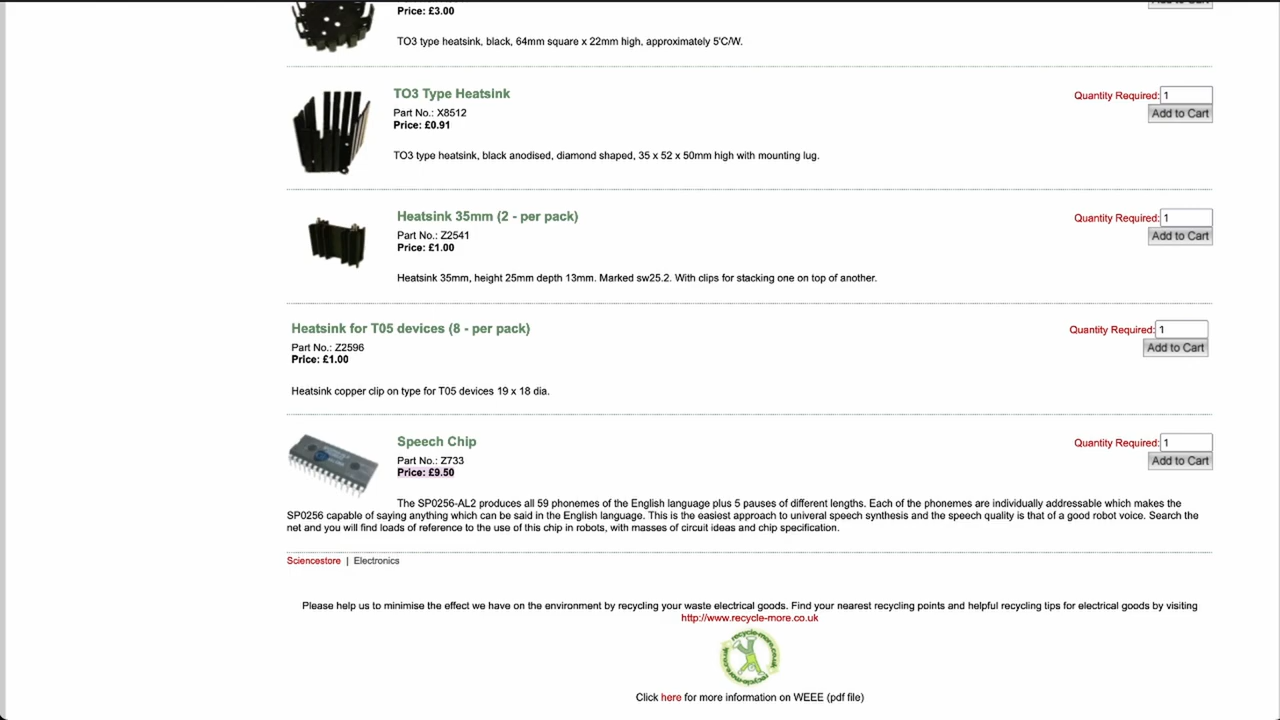 Price: £3.00
TO3 type heatsink, black, 64mm square x 22mm high, approximately 5'C/W.
TO3 Type Heatsink
Part No.: X8512
Price: £0.91
Quantity Required: 1
Add to Cart
TO3 type heatsink, black anodised, diamond shaped, 35 x 52 x 50mm high with mounting lug.
Heatsink 35mm (2 - per pack)
Part No.: Z2541
Price: £1.00
Quantity Required: 1
Add to Cart
Heatsink 35mm, height 25mm depth 13mm. Marked sw25.2. With clips for stacking one on top of another.
Heatsink for T05 devices (8 - per pack)
Part No.: Z2596
Price: £1.00
Quantity Required: 1
Add to Cart
Heatsink copper clip on type for T05 devices 19 x 18 dia.
Speech Chip
Part No.: Z733
Price: £9.50
Quantity Required: 1
Add to Cart
The SP0256-AL2 produces all 59 phonemes of the English language plus 5 pauses of different lengths. Each of the phonemes are individually addressable which makes the
SP0256 capable of saying anything which can be said in the English language. This is the easiest approach to univeral speech synthesis and the speech quality is that of a good robot voice. Search the
net and you will find loads of reference to the use of this chip in robots, with masses of circuit ideas and chip specification.
Sciencestore | Electronics
Please help us to minimise the effect we have on the environment by recycling your waste electrical goods. Find your nearest recycling points and helpful recycling tips for electrical goods by visiting
http://www.recycle-more.co.uk
recycle-more.co.uk
Click here for more information on WEEE (pdf file)